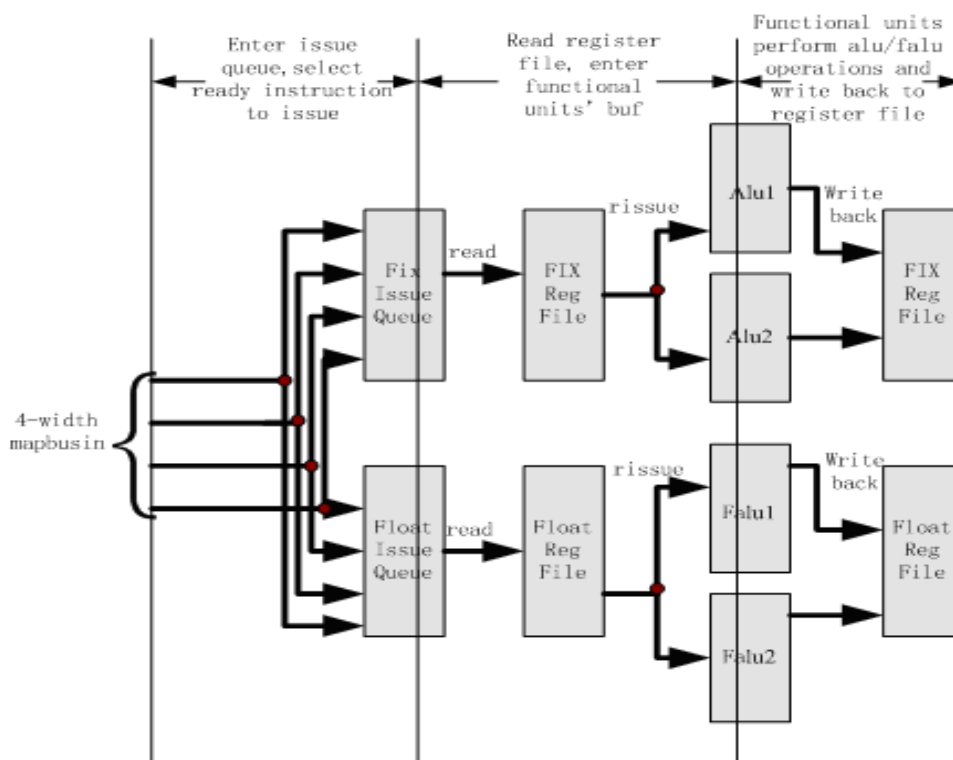 Enter issue
queue,select
ready instruction
to issue
Read register
file, enter
functional
units' buf
Functional units
perform alu/falu
operations and
write back to
register file
4-width
mapbusin
Fix
Issue
Queue
read
FIX
Reg
File
rissue
Alu1
Alu2
Write
back
FIX
Reg
File
Float
Issue
Queue
read
Float
Reg
File
rissue
Falu1
Falu2
Write
back
Float
Reg
File